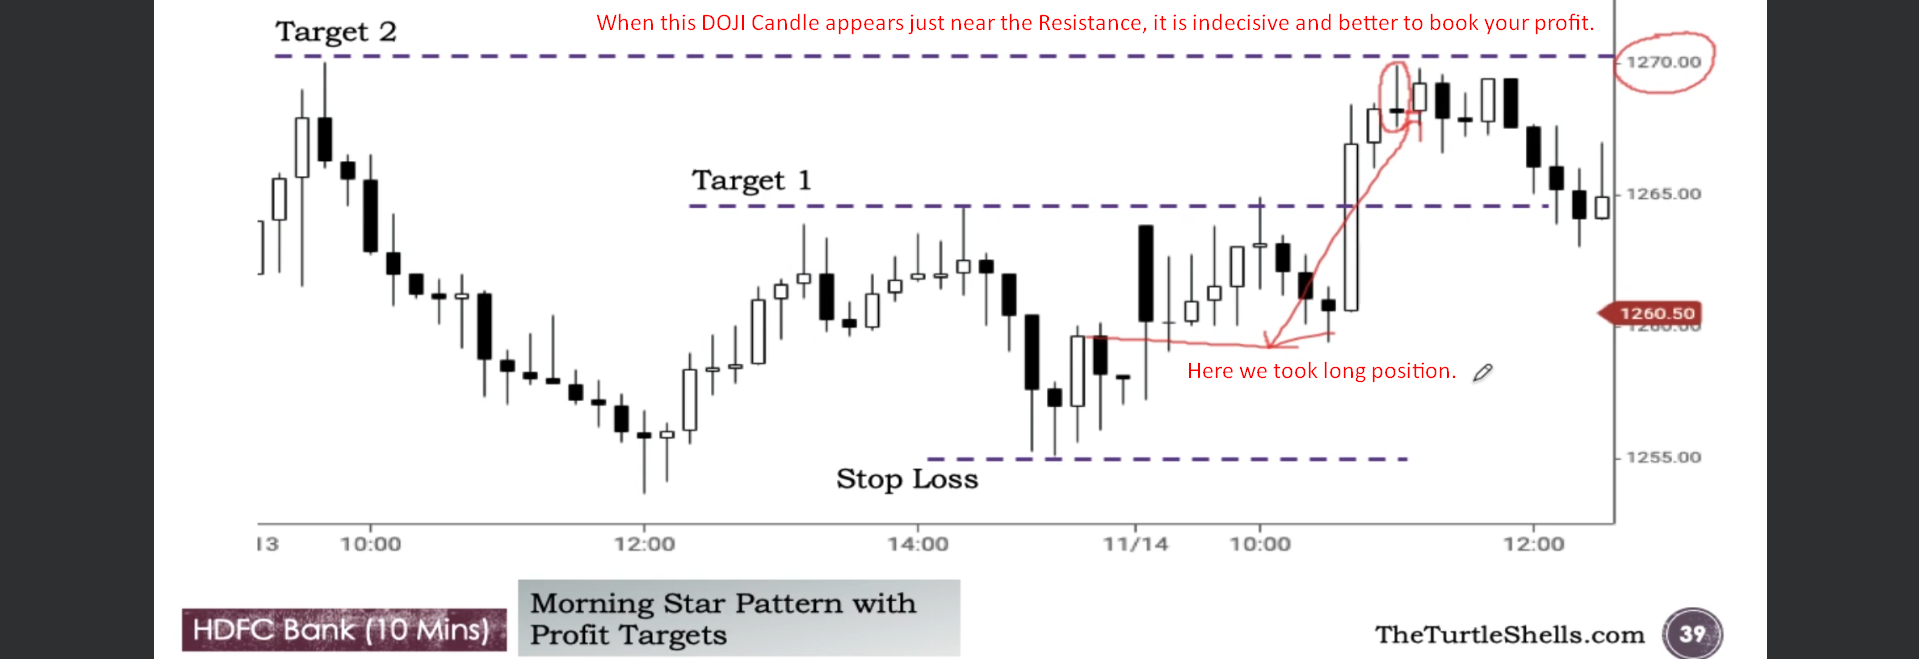 When this DOJI Candle appears just near the Resistance, it is indecisive and better to book your profit.
Target 2
1270.00
Target 1
1265.00
1260.50
1260.00
Here we took long position.
1255.00
Stop Loss
13 10:00 12:00 14:00 11/14 10:00 12:00
Morning Star Pattern with
Profit Targets
HDFC Bank (10 Mins)
TheTurtleShells.com 39